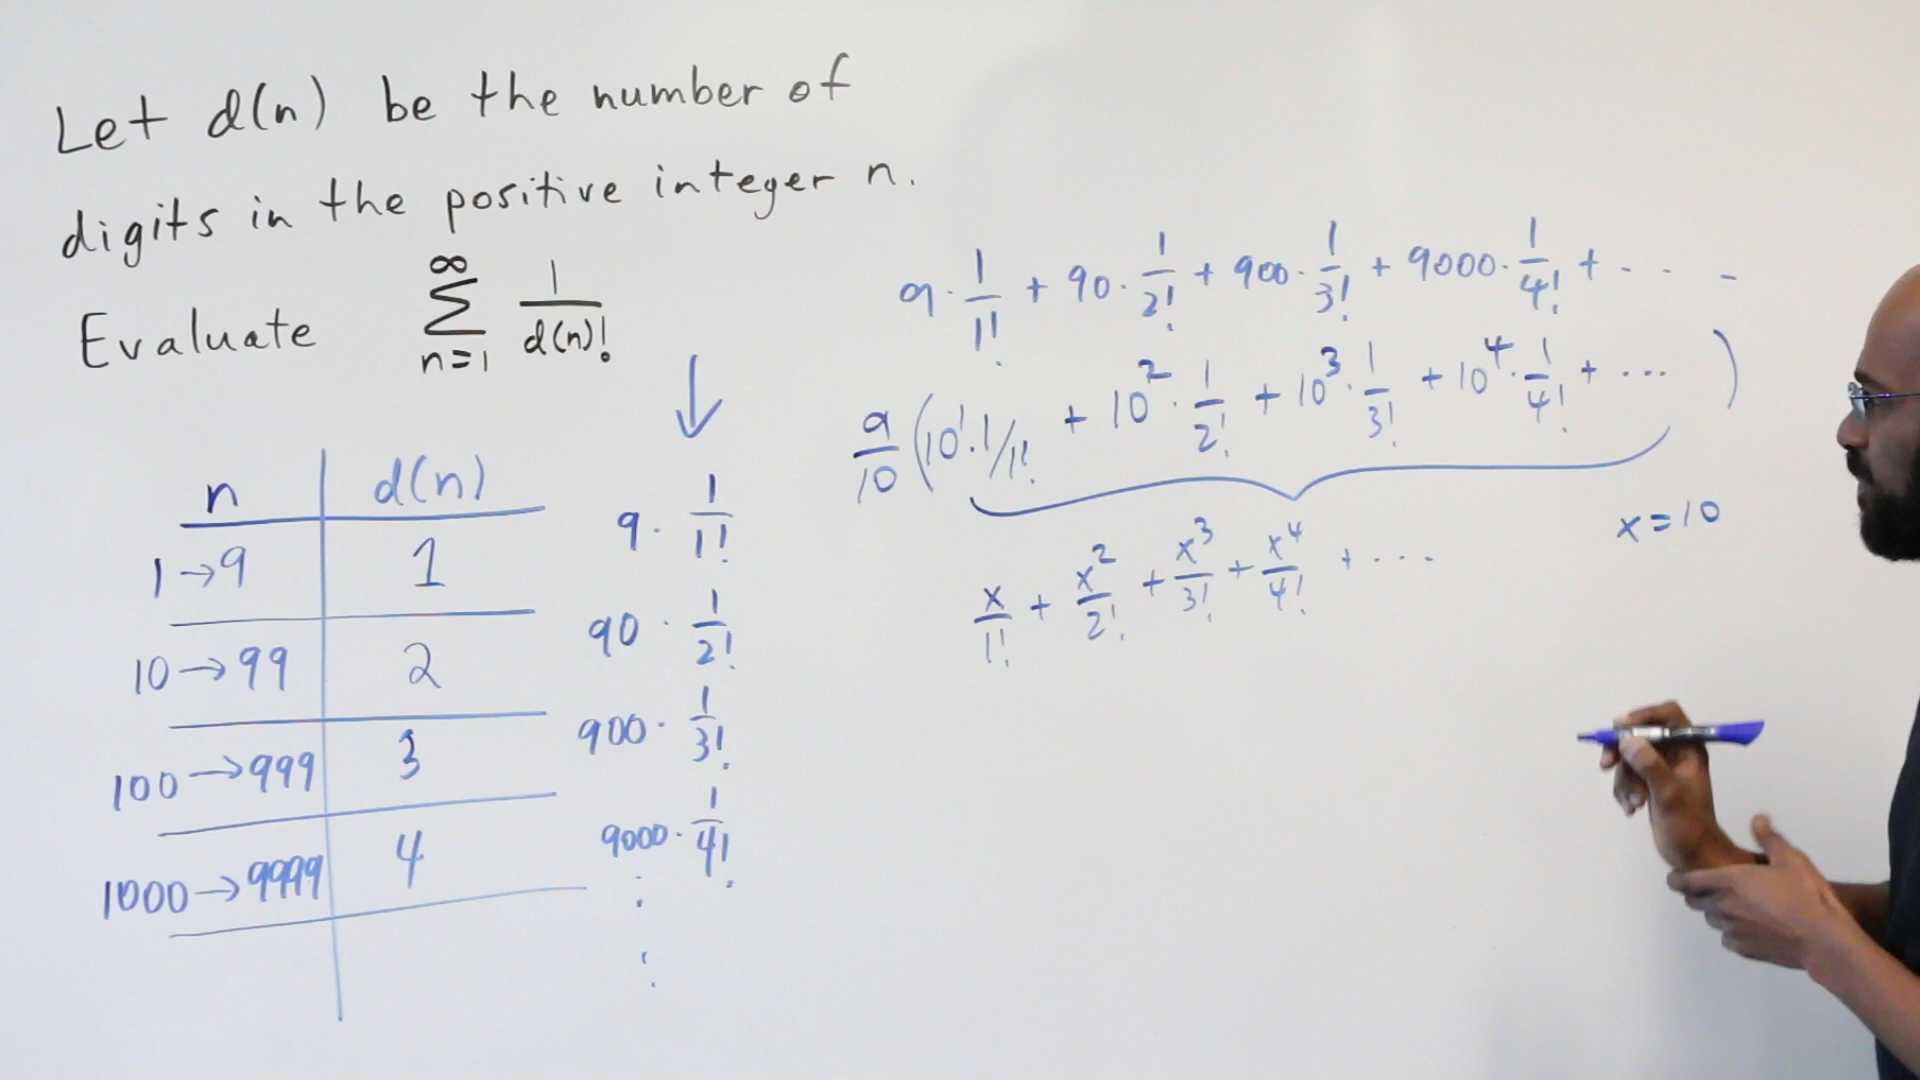 Let d(n) be the number of
digits in the positive integer n.
Evaluate ∞ Σ n=1 1/d(n)!
n d(n)
1→9 1 9 · 1/1!
10→99 2 90 · 1/2!
100→999 3 900 · 1/3!
1000→9999 4 9000 · 1/4!
9 · 1/1! + 90 · 1/2! + 900 · 1/3! + 9000 · 1/4! + ...
9/10 (10¹ · 1/1! + 10² · 1/2! + 10³ · 1/3! + 10⁴ · 1/4! + ... )
x = 10
x/1! + x²/2! + x³/3! + x⁴/4! + ...